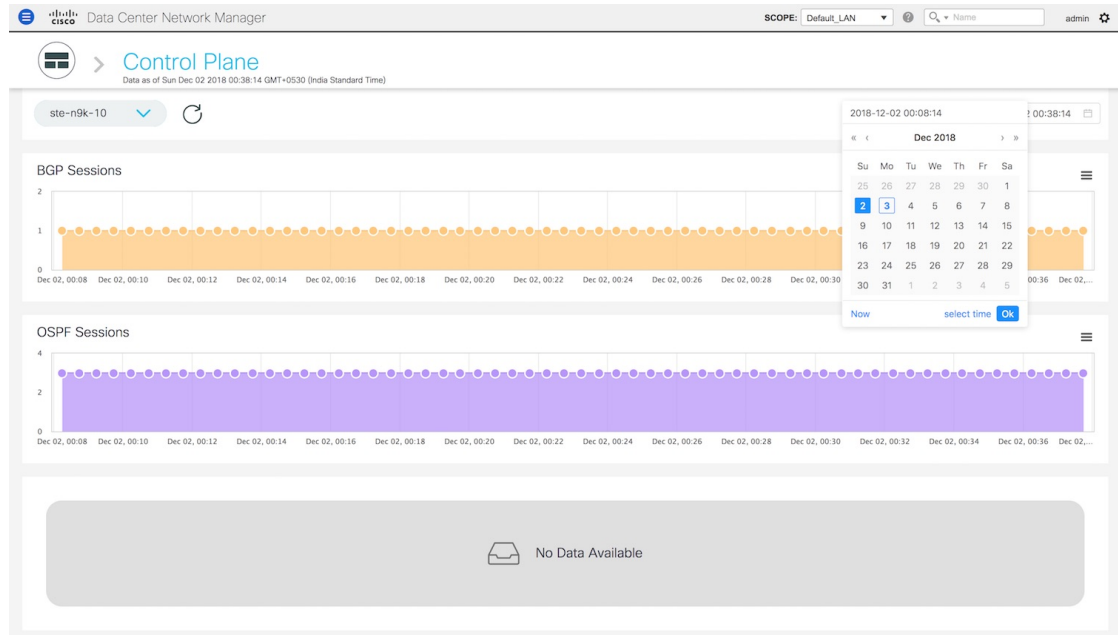 CISCO Data Center Network Manager SCOPE: Default_LAN Name admin
Control Plane
Data as of Sun Dec 02 2018 00:38:14 GMT+0530 (India Standard Time)
ste-n9k-10 00:38:14
2018-12-02 00:08:14
« ‹ Dec 2018 › »
Su Mo Tu We Th Fr Sa
25 26 27 28 29 30 1
2 3 4 5 6 7 8
9 10 11 12 13 14 15
16 17 18 19 20 21 22
23 24 25 26 27 28 29
30 31 1 2 3 4 5
Now select time Ok
BGP Sessions
2
1
0
Dec 02, 00:08 Dec 02, 00:10 Dec 02, 00:12 Dec 02, 00:14 Dec 02, 00:16 Dec 02, 00:18 Dec 02, 00:20 Dec 02, 00:22 Dec 02, 00:24 Dec 02, 00:26 Dec 02, 00:28 Dec 02, 00:30 00:36 Dec 02,...
OSPF Sessions
4
2
0
Dec 02, 00:08 Dec 02, 00:10 Dec 02, 00:12 Dec 02, 00:14 Dec 02, 00:16 Dec 02, 00:18 Dec 02, 00:20 Dec 02, 00:22 Dec 02, 00:24 Dec 02, 00:26 Dec 02, 00:28 Dec 02, 00:30 Dec 02, 00:32 Dec 02, 00:34 Dec 02, 00:36 Dec 02,...
No Data Available